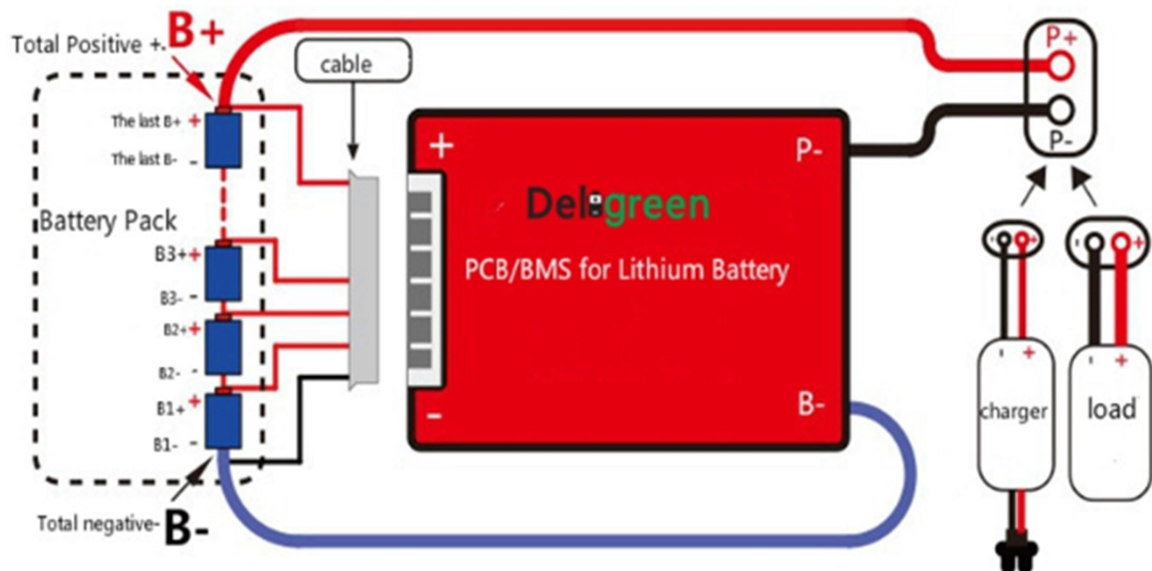 Total Positive +. B+
cable
P+
P-
The last B+ +
The last B- -
Battery Pack
B3+ +
B3- -
B2+ +
B2- -
B1+ +
B1- -
Total negative- B-
+
P-
Deligreen
PCB/BMS for Lithium Battery
B-
-
- +
- +
charger
- +
- +
load